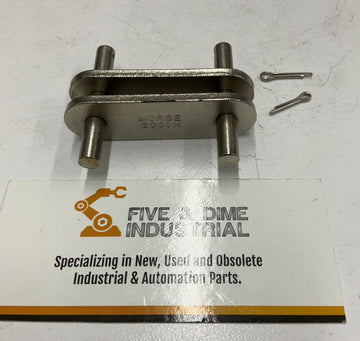 MORSE
FIVE & DIME
INDUSTRIAL
Specializing in New, Used and Obsolete
Industrial & Automation Parts.